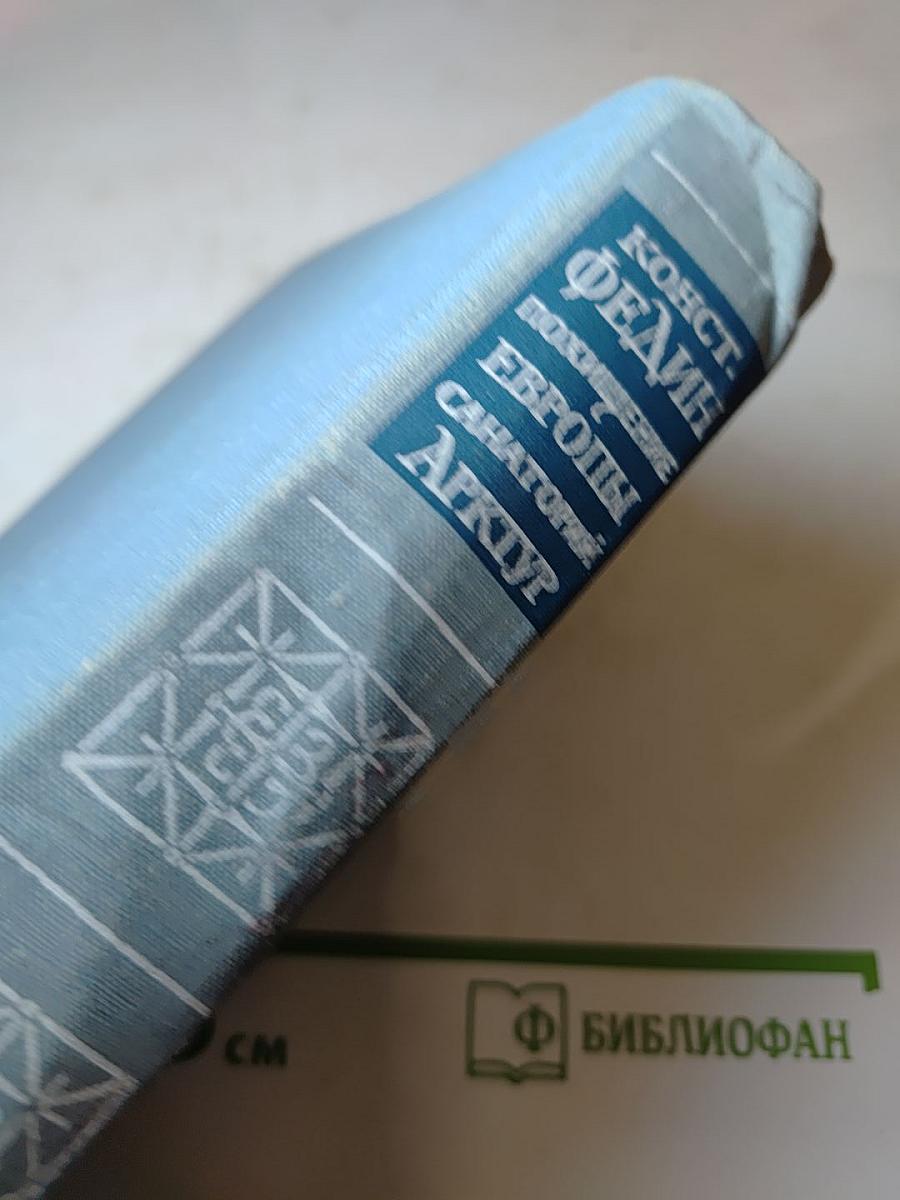 КОНСТ.
ФЕДИН
ПОХИЩЕНИЕ
ЕВРОПЫ
САНАТОРИЙ
АРКТУР
см
БИБЛИОФАН